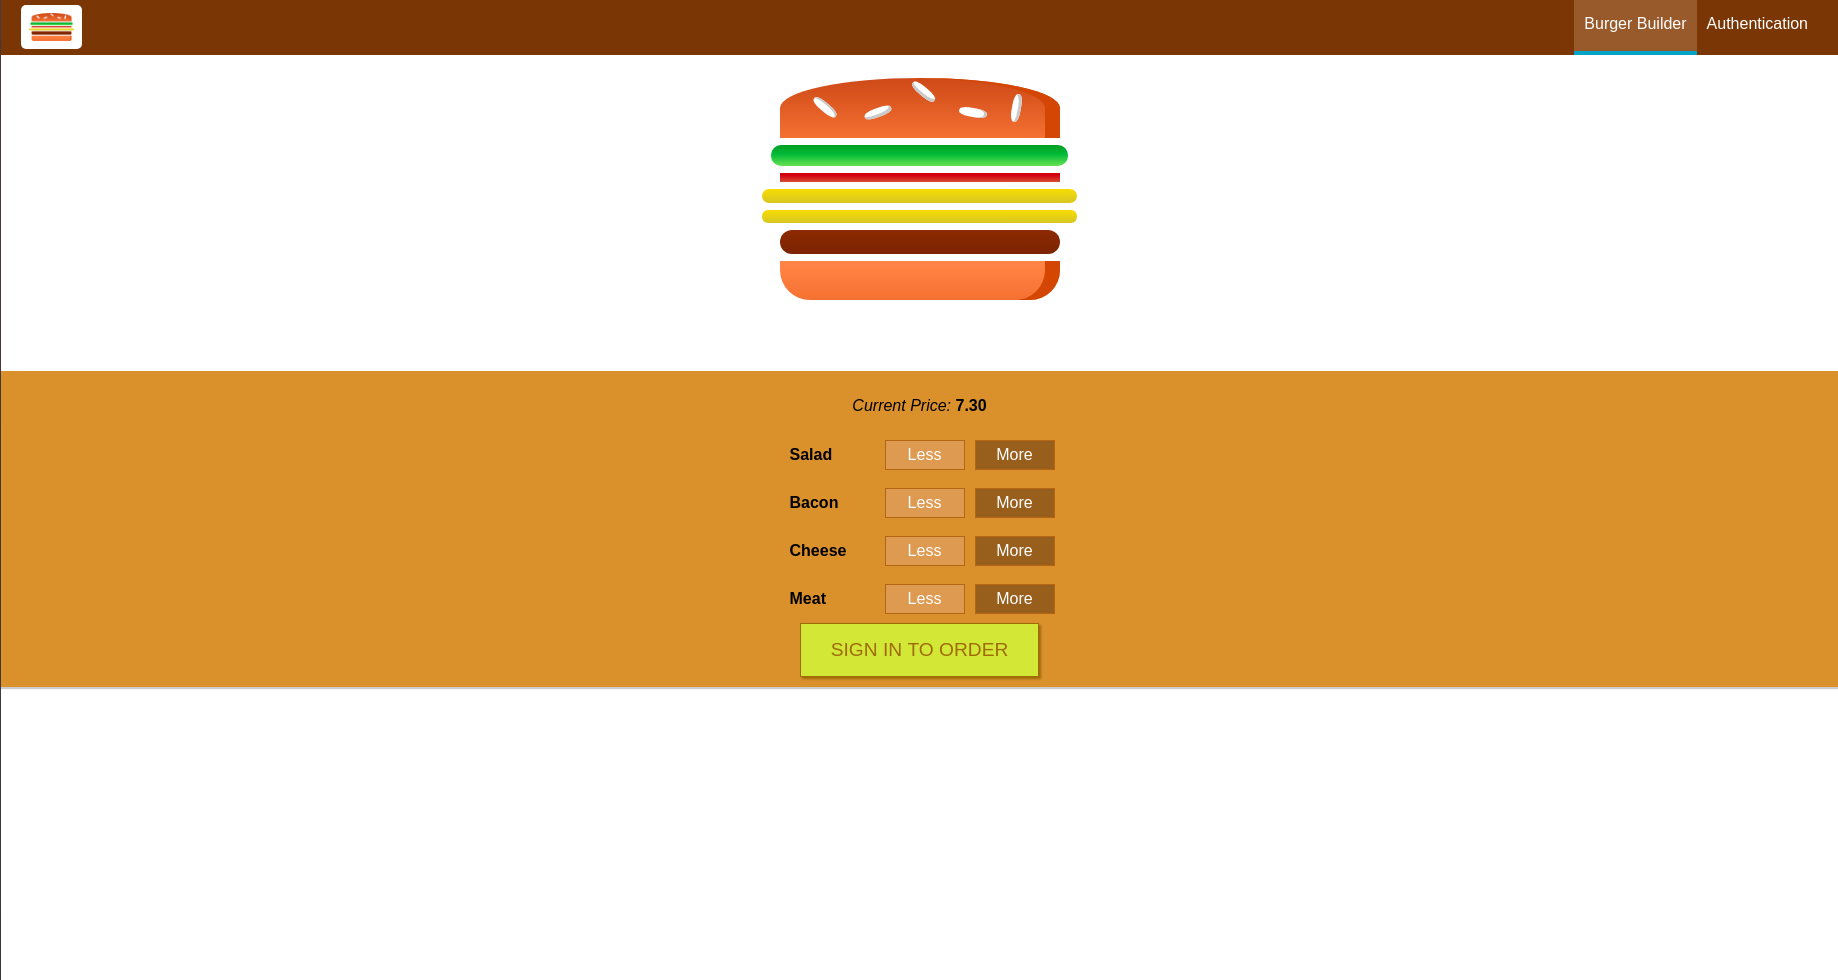 Burger Builder Authentication
Current Price: 7.30
Salad Less More
Bacon Less More
Cheese Less More
Meat Less More
SIGN IN TO ORDER